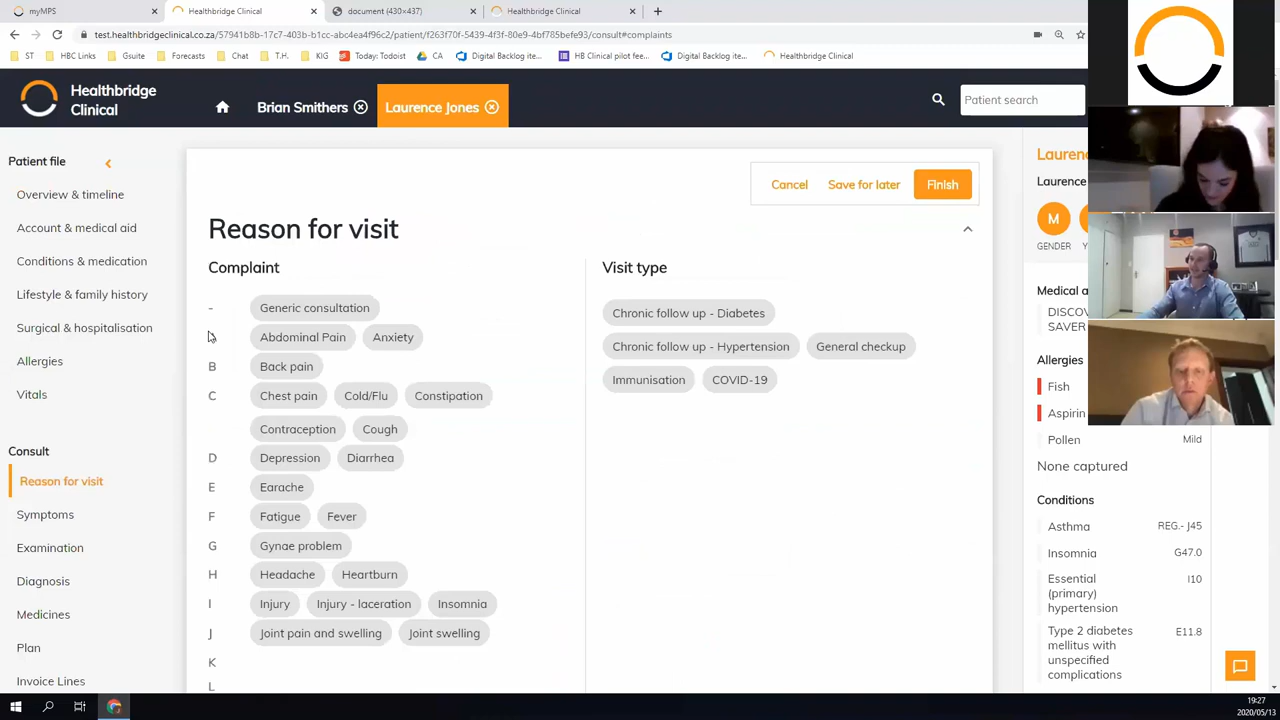 myMPS
Healthbridge Clinical
document (430×437)
Healthbridge Clinical
test.healthbridgeclinical.co.za/57941b8b-17c7-403b-b1cc-abc4ea4f96c2/patient/f263f70f-5439-4f3f-80e9-4bf785befe93/consult#complaints
ST
HBC Links
Gsuite
Forecasts
Chat
T.H.
KIG
Today: Todoist
CA
Digital Backlog ite...
HB Clinical pilot fee...
Digital Backlog ite...
Healthbridge Clinical
Healthbridge
Clinical
Brian Smithers
Laurence Jones
Patient search
Patient file
Overview & timeline
Account & medical aid
Conditions & medication
Lifestyle & family history
Surgical & hospitalisation
Allergies
Vitals
Consult
Reason for visit
Symptoms
Examination
Diagnosis
Medicines
Plan
Invoice Lines
Cancel Save for later Finish
Reason for visit
Complaint
- Generic consultation
Abdominal Pain Anxiety
B Back pain
C Chest pain Cold/Flu Constipation
Contraception Cough
D Depression Diarrhea
E Earache
F Fatigue Fever
G Gynae problem
H Headache Heartburn
I Injury Injury - laceration Insomnia
J Joint pain and swelling Joint swelling
K
L
Visit type
Chronic follow up - Diabetes
Chronic follow up - Hypertension General checkup
Immunisation COVID-19
Laurence
M
GENDER
Medical a
DISCOV
SAVER
Allergies
Fish
Aspirin
Pollen Mild
None captured
Conditions
Asthma REG.- J45
Insomnia G47.0
Essential I10
(primary)
hypertension
Type 2 diabetes E11.8
mellitus with
unspecified
complications
19:27
2020/05/13